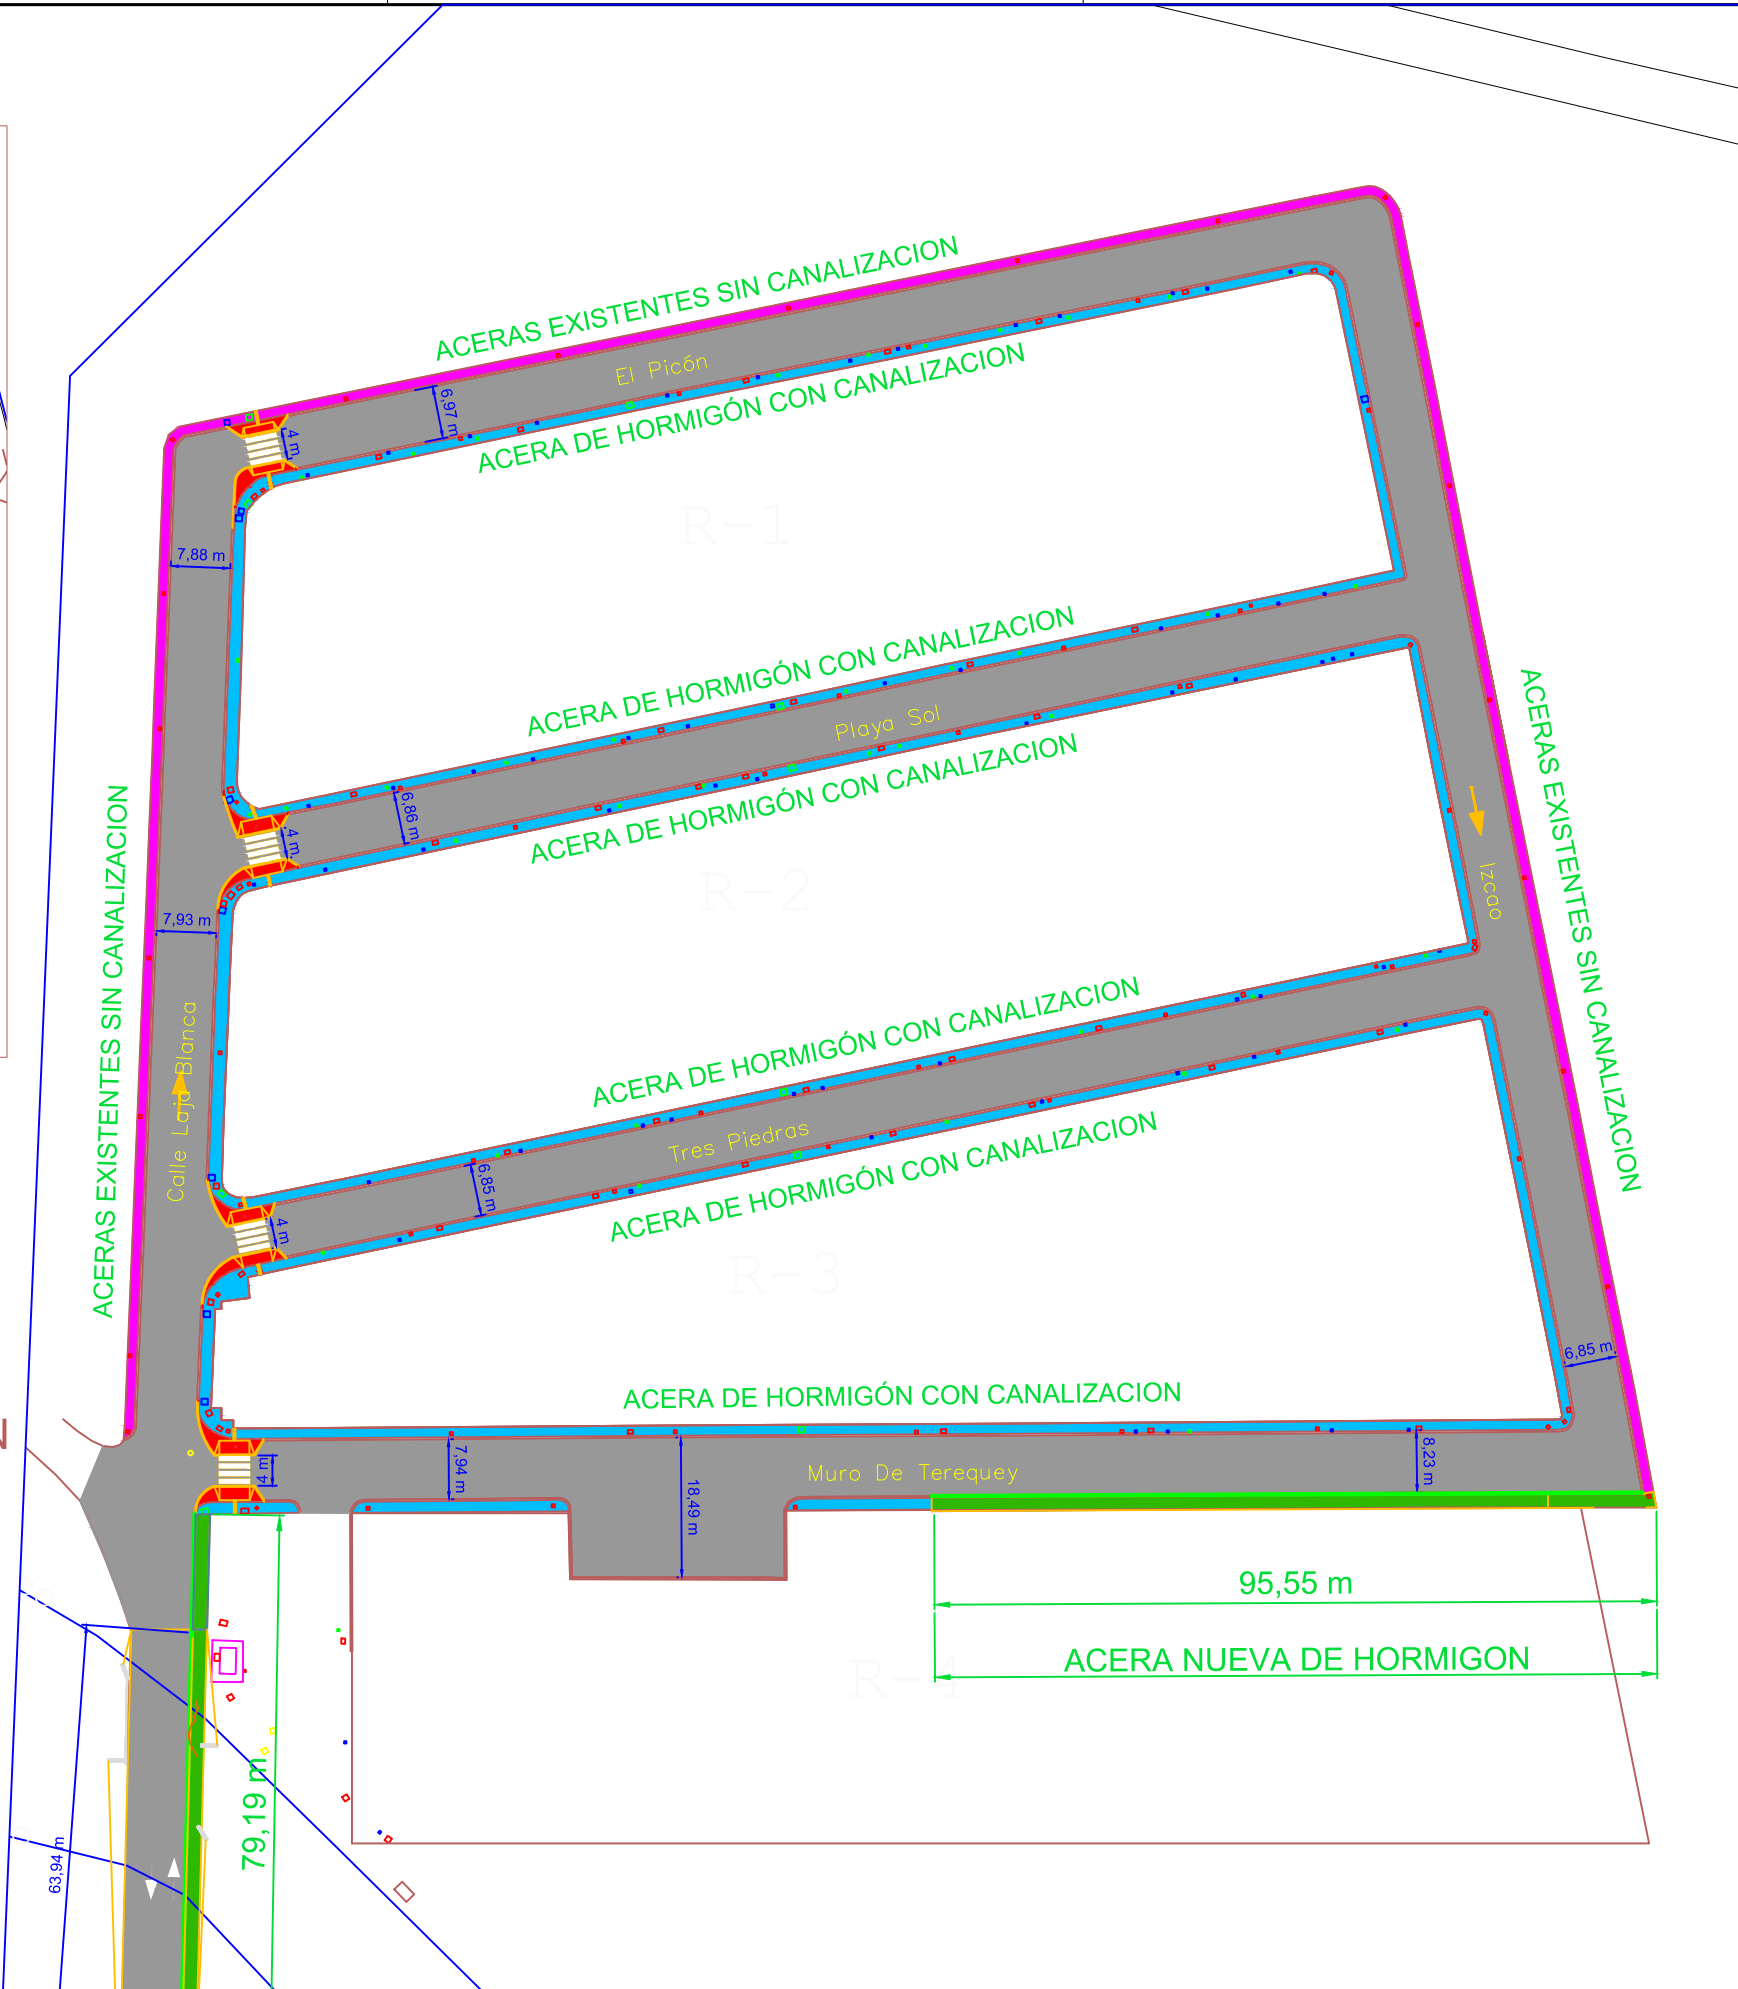 ACERAS EXISTENTES SIN CANALIZACION
El Picón
6,97 m
ACERA DE HORMIGÓN CON CANALIZACION
4 m
R-1
7,88 m
ACERA DE HORMIGÓN CON CANALIZACION
Playa Sol
ACERA DE HORMIGÓN CON CANALIZACION
6,86 m
4 m
ACERAS EXISTENTES SIN CANALIZACION
ACERAS EXISTENTES SIN CANALIZACION
Izcao
R-2
7,93 m
Calle Laja Blanca
ACERA DE HORMIGÓN CON CANALIZACION
Tres Piedras
ACERA DE HORMIGÓN CON CANALIZACION
6,85 m
4 m
R-3
6,85 m
ACERA DE HORMIGÓN CON CANALIZACION
4 m
7,94 m
Muro De Terequey
8,23 m
18,49 m
95,55 m
ACERA NUEVA DE HORMIGON
R-4
79,19 m
63,94 m